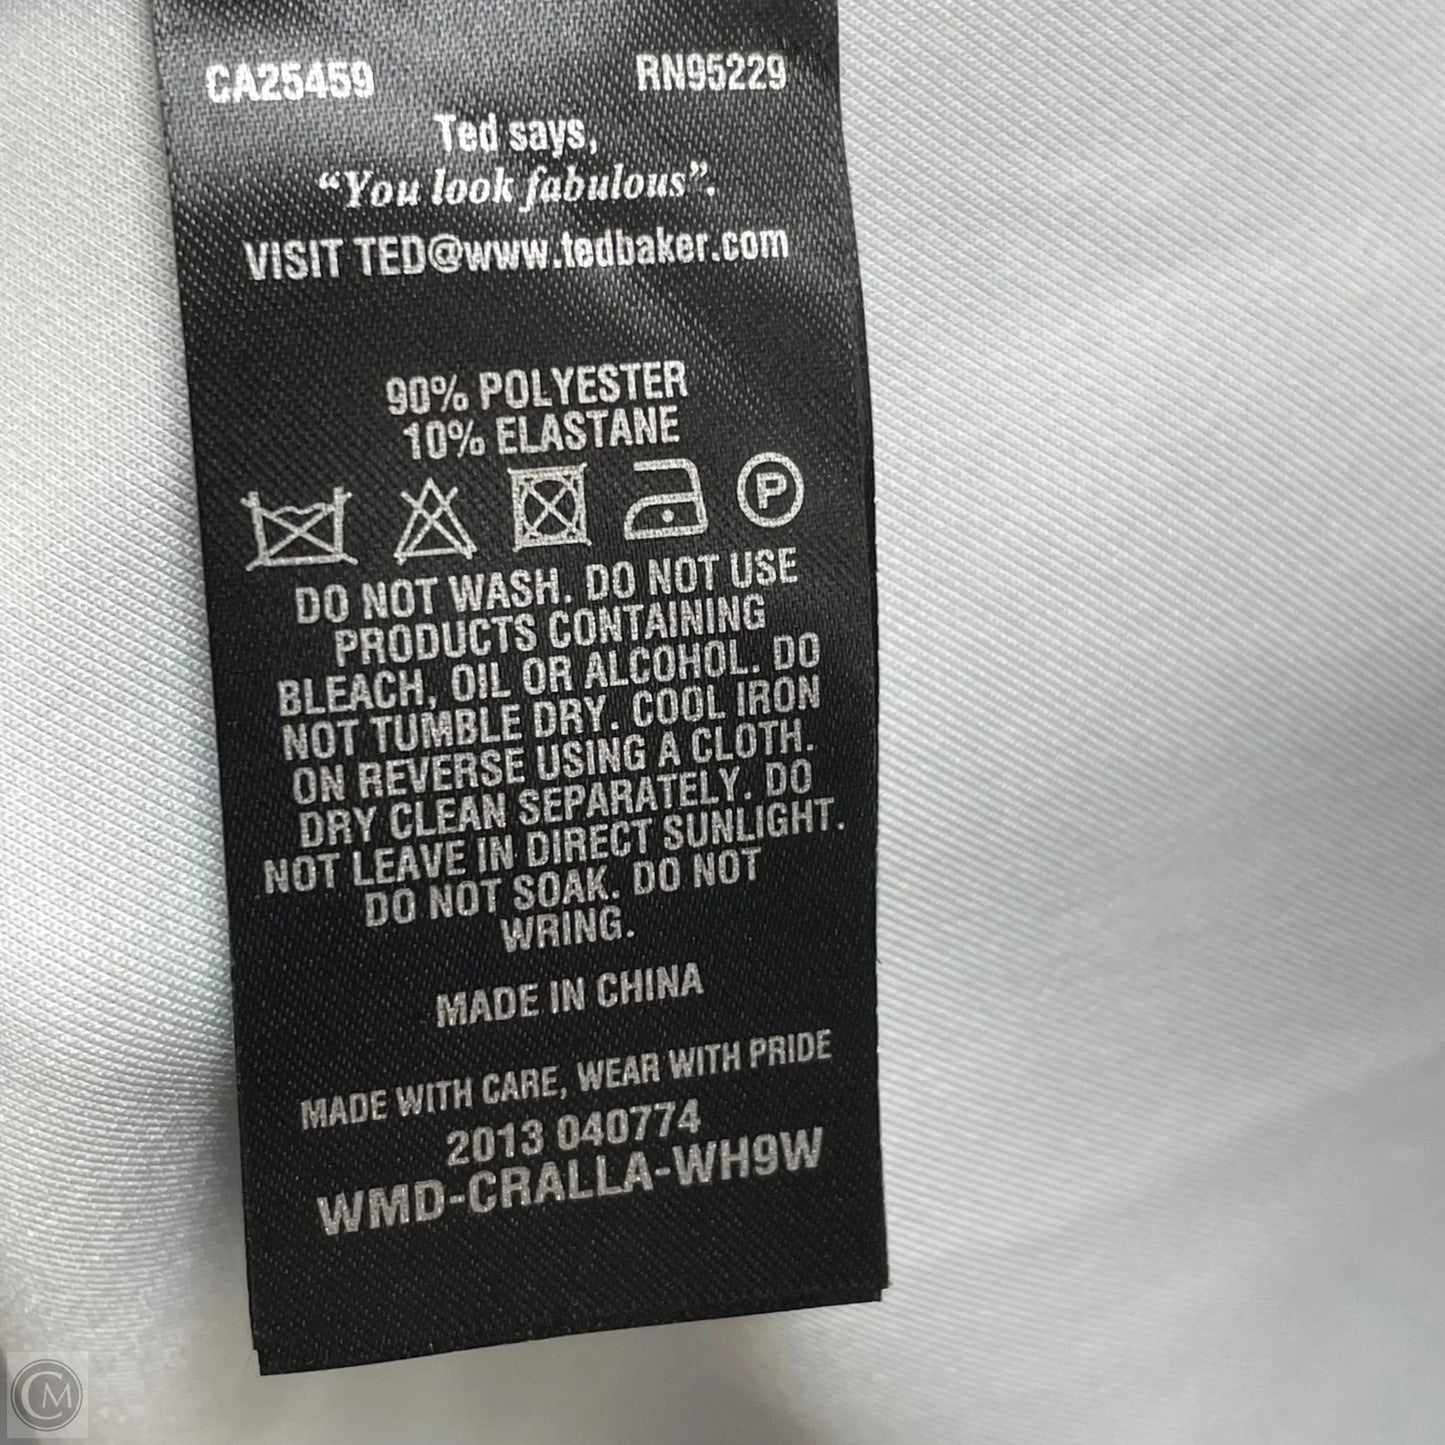 CA25459 RN95229
Ted says,
“You look fabulous”.
VISIT TED@www.tedbaker.com
90% POLYESTER
10% ELASTANE
P
DO NOT WASH. DO NOT USE
PRODUCTS CONTAINING
BLEACH, OIL OR ALCOHOL. DO
NOT TUMBLE DRY. COOL IRON
ON REVERSE USING A CLOTH.
DRY CLEAN SEPARATELY. DO
NOT LEAVE IN DIRECT SUNLIGHT.
DO NOT SOAK. DO NOT
WRING.
MADE IN CHINA
MADE WITH CARE, WEAR WITH PRIDE
2013 040774
WMD-CRALLA-WH9W
CM